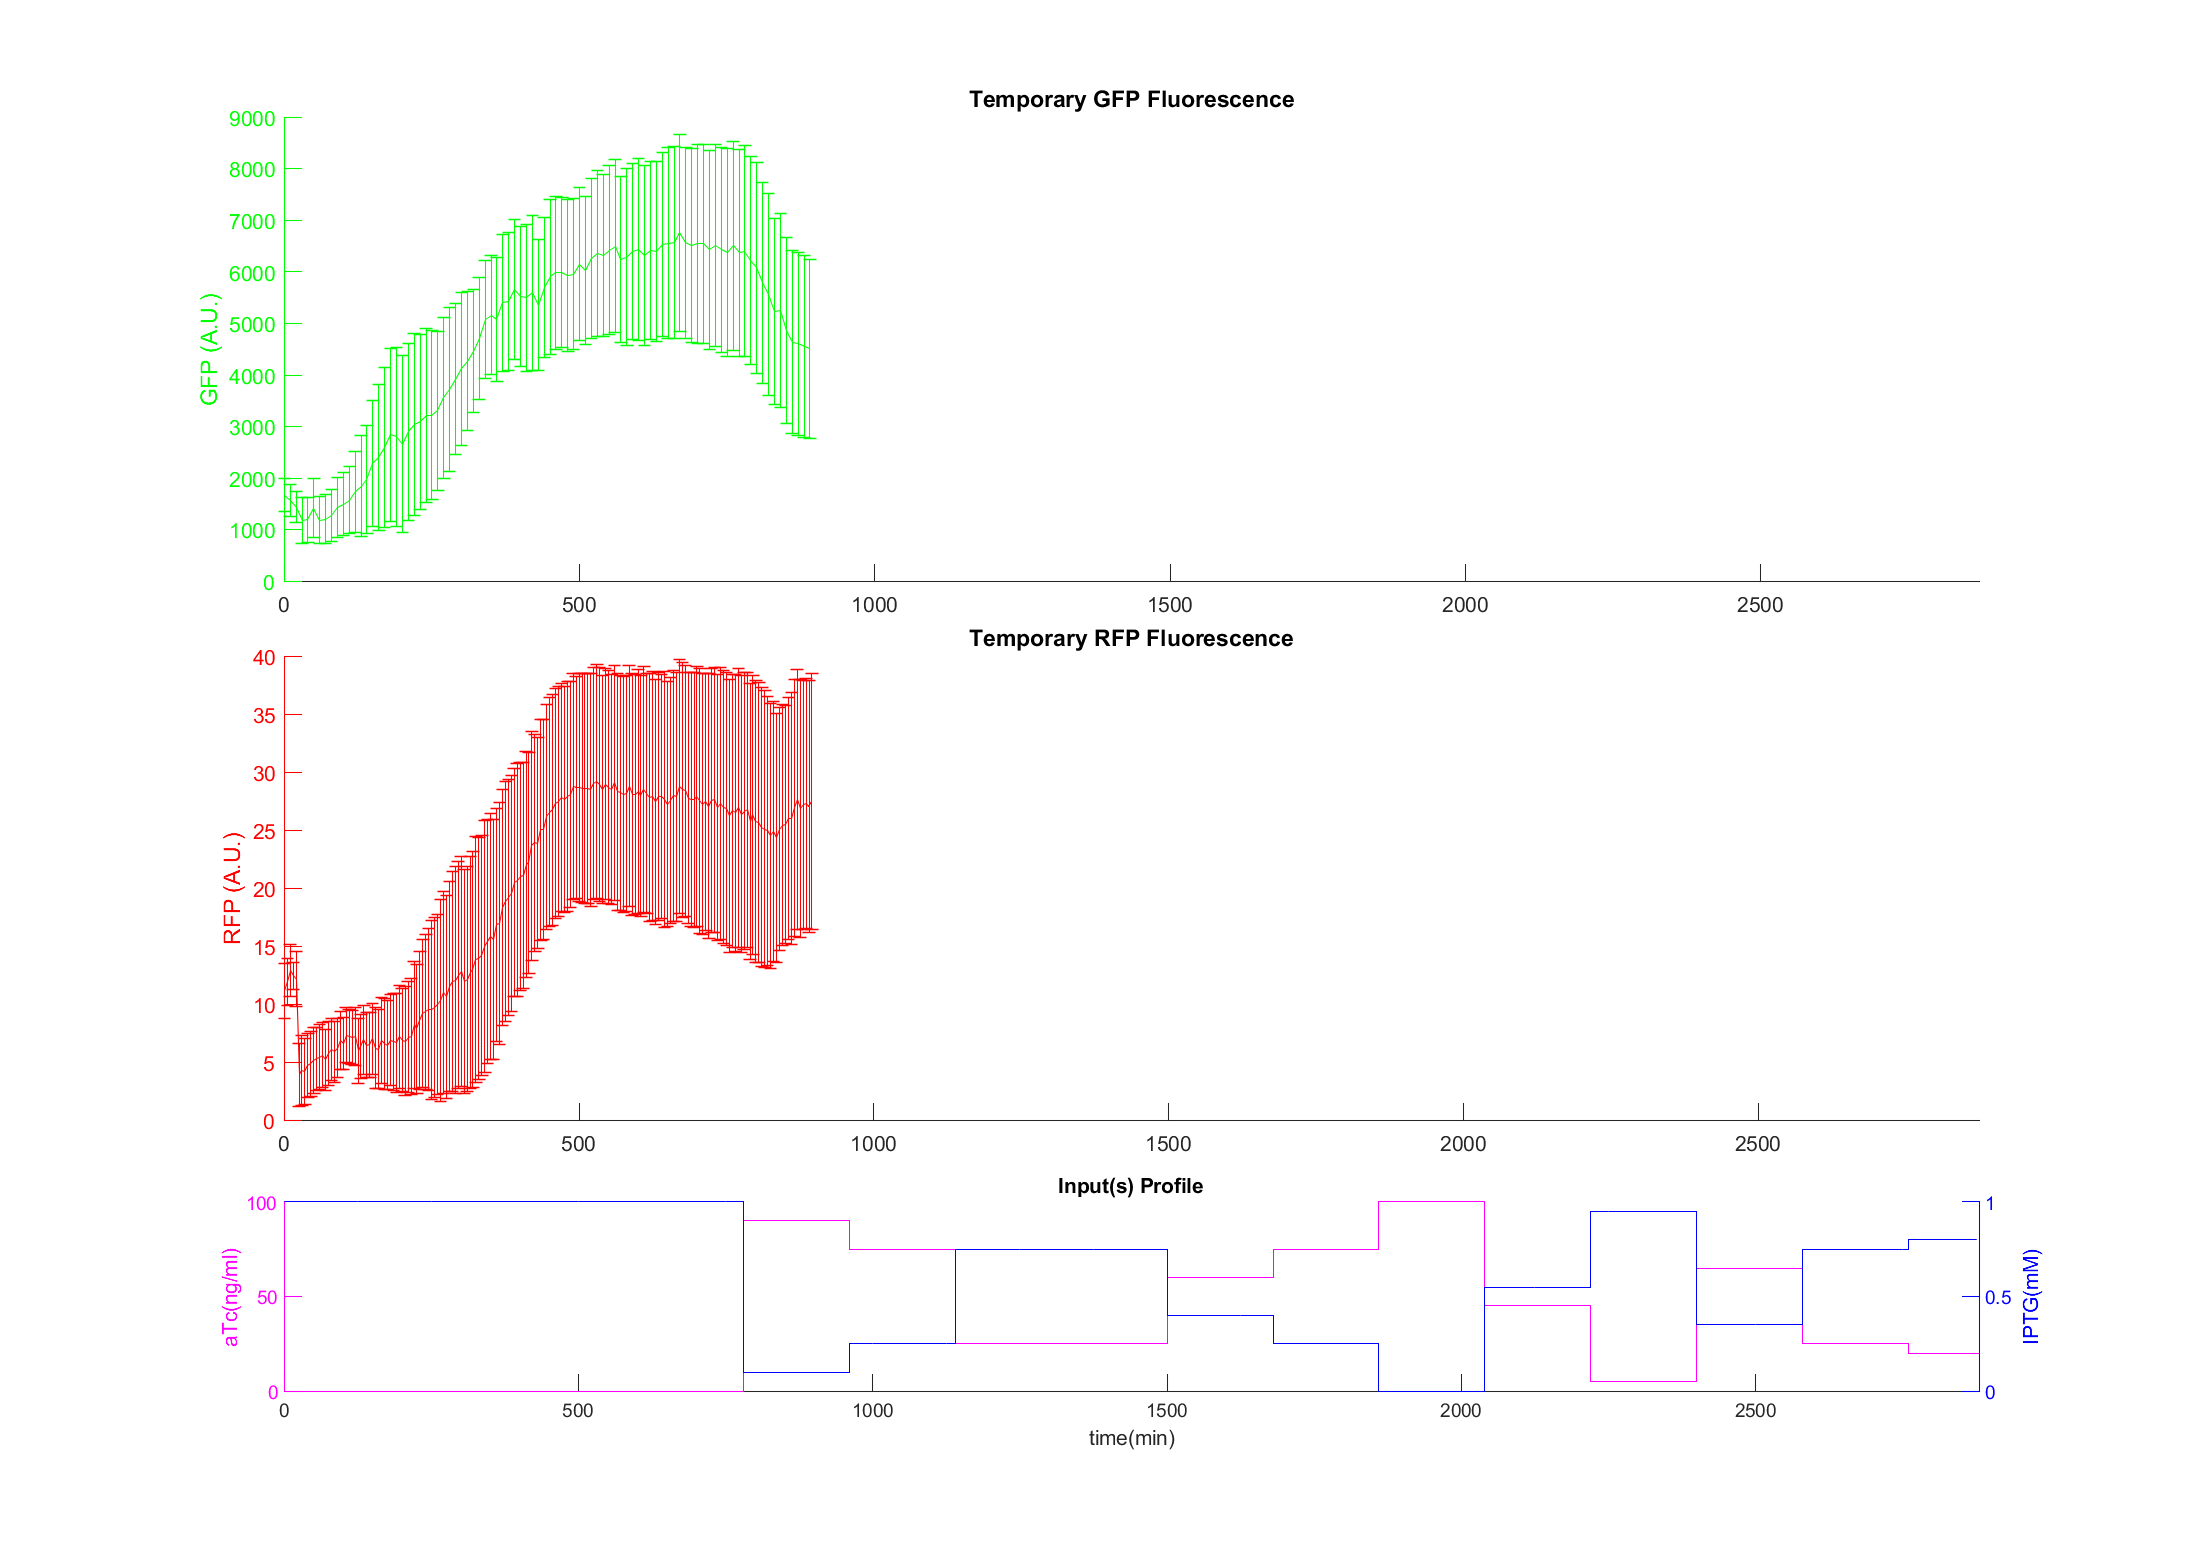 Temporary GFP Fluorescence
9000
8000
7000
6000
5000
4000
3000
2000
1000
0
GFP (A.U.)
0 500 1000 1500 2000 2500
Temporary RFP Fluorescence
40
35
30
25
20
15
10
5
0
RFP (A.U.)
0 500 1000 1500 2000 2500
Input(s) Profile
100
50
0
aTc(ng/ml)
1
0.5
0
IPTG(mM)
0 500 1000 1500 2000 2500
time(min)